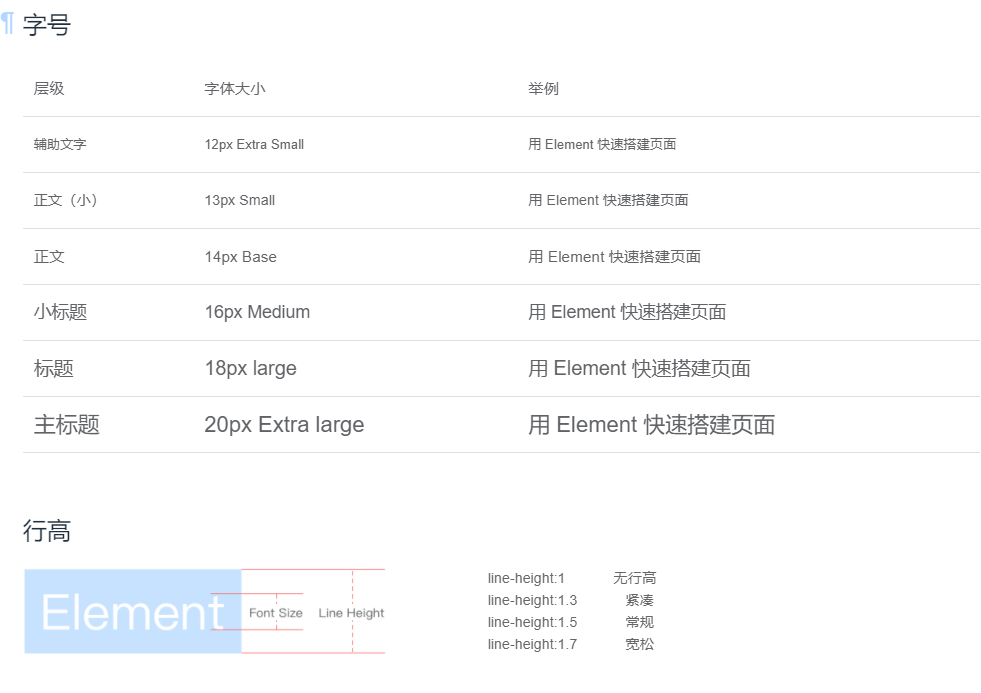 ¶ 字号
层级 字体大小 举例
辅助文字 12px Extra Small 用 Element 快速搭建页面
正文（小） 13px Small 用 Element 快速搭建页面
正文 14px Base 用 Element 快速搭建页面
小标题 16px Medium 用 Element 快速搭建页面
标题 18px large 用 Element 快速搭建页面
主标题 20px Extra large 用 Element 快速搭建页面
行高
Element Font Size Line Height
line-height:1 无行高
line-height:1.3 紧凑
line-height:1.5 常规
line-height:1.7 宽松